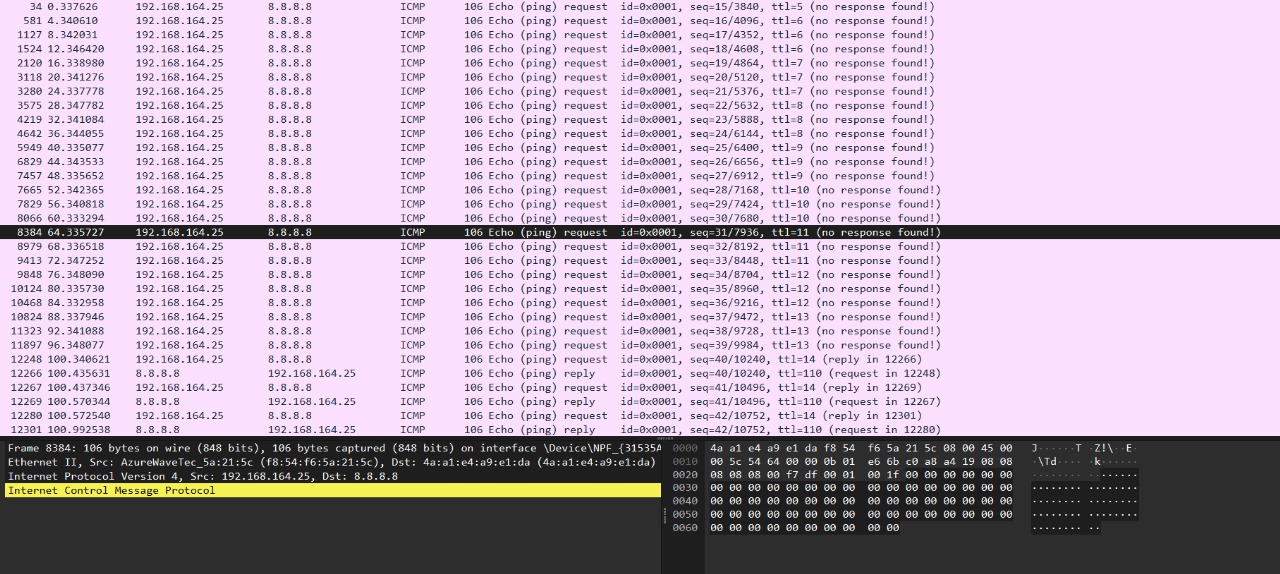 34 0.337626 192.168.164.25 8.8.8.8 ICMP 106 Echo (ping) request id=0x0001, seq=15/3840, ttl=5 (no response found!)
581 4.340610 192.168.164.25 8.8.8.8 ICMP 106 Echo (ping) request id=0x0001, seq=16/4096, ttl=6 (no response found!)
1127 8.342031 192.168.164.25 8.8.8.8 ICMP 106 Echo (ping) request id=0x0001, seq=17/4352, ttl=6 (no response found!)
1524 12.346420 192.168.164.25 8.8.8.8 ICMP 106 Echo (ping) request id=0x0001, seq=18/4608, ttl=6 (no response found!)
2120 16.338980 192.168.164.25 8.8.8.8 ICMP 106 Echo (ping) request id=0x0001, seq=19/4864, ttl=7 (no response found!)
3118 20.341276 192.168.164.25 8.8.8.8 ICMP 106 Echo (ping) request id=0x0001, seq=20/5120, ttl=7 (no response found!)
3280 24.337778 192.168.164.25 8.8.8.8 ICMP 106 Echo (ping) request id=0x0001, seq=21/5376, ttl=7 (no response found!)
3575 28.347782 192.168.164.25 8.8.8.8 ICMP 106 Echo (ping) request id=0x0001, seq=22/5632, ttl=8 (no response found!)
4219 32.341084 192.168.164.25 8.8.8.8 ICMP 106 Echo (ping) request id=0x0001, seq=23/5888, ttl=8 (no response found!)
4642 36.344055 192.168.164.25 8.8.8.8 ICMP 106 Echo (ping) request id=0x0001, seq=24/6144, ttl=8 (no response found!)
5949 40.335077 192.168.164.25 8.8.8.8 ICMP 106 Echo (ping) request id=0x0001, seq=25/6400, ttl=9 (no response found!)
6829 44.343533 192.168.164.25 8.8.8.8 ICMP 106 Echo (ping) request id=0x0001, seq=26/6656, ttl=9 (no response found!)
7457 48.335652 192.168.164.25 8.8.8.8 ICMP 106 Echo (ping) request id=0x0001, seq=27/6912, ttl=9 (no response found!)
7665 52.342365 192.168.164.25 8.8.8.8 ICMP 106 Echo (ping) request id=0x0001, seq=28/7168, ttl=10 (no response found!)
7829 56.340818 192.168.164.25 8.8.8.8 ICMP 106 Echo (ping) request id=0x0001, seq=29/7424, ttl=10 (no response found!)
8066 60.333294 192.168.164.25 8.8.8.8 ICMP 106 Echo (ping) request id=0x0001, seq=30/7680, ttl=10 (no response found!)
8384 64.335727 192.168.164.25 8.8.8.8 ICMP 106 Echo (ping) request id=0x0001, seq=31/7936, ttl=11 (no response found!)
8979 68.336518 192.168.164.25 8.8.8.8 ICMP 106 Echo (ping) request id=0x0001, seq=32/8192, ttl=11 (no response found!)
9413 72.347252 192.168.164.25 8.8.8.8 ICMP 106 Echo (ping) request id=0x0001, seq=33/8448, ttl=11 (no response found!)
9848 76.348090 192.168.164.25 8.8.8.8 ICMP 106 Echo (ping) request id=0x0001, seq=34/8704, ttl=12 (no response found!)
10124 80.335730 192.168.164.25 8.8.8.8 ICMP 106 Echo (ping) request id=0x0001, seq=35/8960, ttl=12 (no response found!)
10468 84.332958 192.168.164.25 8.8.8.8 ICMP 106 Echo (ping) request id=0x0001, seq=36/9216, ttl=12 (no response found!)
10824 88.337946 192.168.164.25 8.8.8.8 ICMP 106 Echo (ping) request id=0x0001, seq=37/9472, ttl=13 (no response found!)
11323 92.341088 192.168.164.25 8.8.8.8 ICMP 106 Echo (ping) request id=0x0001, seq=38/9728, ttl=13 (no response found!)
11897 96.348077 192.168.164.25 8.8.8.8 ICMP 106 Echo (ping) request id=0x0001, seq=39/9984, ttl=13 (no response found!)
12248 100.340621 192.168.164.25 8.8.8.8 ICMP 106 Echo (ping) request id=0x0001, seq=40/10240, ttl=14 (reply in 12266)
12266 100.435631 8.8.8.8 192.168.164.25 ICMP 106 Echo (ping) reply id=0x0001, seq=40/10240, ttl=110 (request in 12248)
12267 100.437346 192.168.164.25 8.8.8.8 ICMP 106 Echo (ping) request id=0x0001, seq=41/10496, ttl=14 (reply in 12269)
12269 100.570344 8.8.8.8 192.168.164.25 ICMP 106 Echo (ping) reply id=0x0001, seq=41/10496, ttl=110 (request in 12267)
12280 100.572540 192.168.164.25 8.8.8.8 ICMP 106 Echo (ping) request id=0x0001, seq=42/10752, ttl=14 (reply in 12301)
12301 100.992538 8.8.8.8 192.168.164.25 ICMP 106 Echo (ping) reply id=0x0001, seq=42/10752, ttl=110 (request in 12280)
Frame 8384: 106 bytes on wire (848 bits), 106 bytes captured (848 bits) on interface \Device\NPF_{31535A
Ethernet II, Src: AzureWaveTec_5a:21:5c (f8:54:f6:5a:21:5c), Dst: 4a:a1:e4:a9:e1:da (4a:a1:e4:a9:e1:da)
Internet Protocol Version 4, Src: 192.168.164.25, Dst: 8.8.8.8
Internet Control Message Protocol
0000 4a a1 e4 a9 e1 da f8 54 f6 5a 21 5c 08 00 45 00 J······T ·Z!\··E·
0010 00 5c 54 64 00 00 0b 01 e6 6b c0 a8 a4 19 08 08 ·\Td···· ·k······
0020 08 08 08 00 f7 df 00 01 00 1f 00 00 00 00 00 00 ········ ········
0030 00 00 00 00 00 00 00 00 00 00 00 00 00 00 00 00 ········ ········
0040 00 00 00 00 00 00 00 00 00 00 00 00 00 00 00 00 ········ ········
0050 00 00 00 00 00 00 00 00 00 00 00 00 00 00 00 00 ········ ········
0060 00 00 00 00 00 00 00 00 00 00 ········ ··